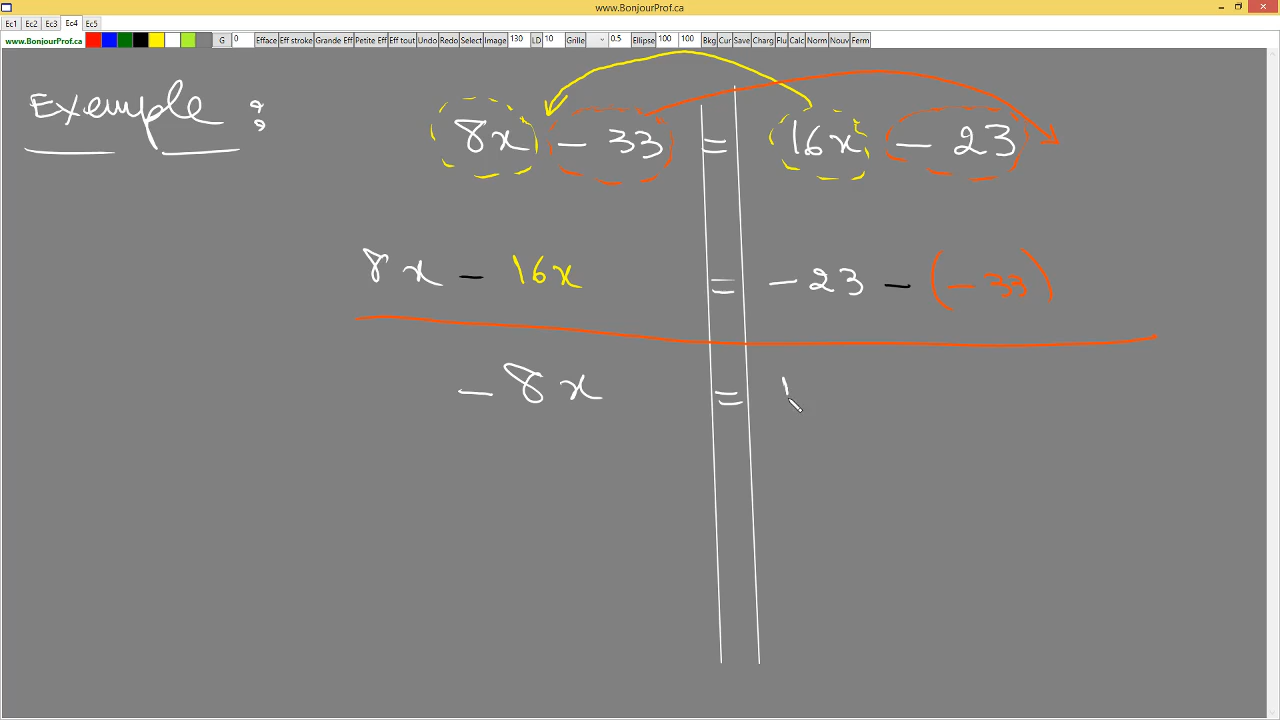 www.BonjourProf.ca
Ec1 Ec2 Ec3 Ec4 Ec5
www.BonjourProf.ca G 0 Efface Eff stroke Grande Eff Petite Eff Eff tout Undo Redo Select Image 130 LD 10 Grille 0.5 Ellipse 100 100 Bkg Cur Save Charg Flu Calc Norm Nouv Ferm
Exemple :
8x - 33 = 16x - 23
8x - 16x = -23 - (-33)
-8x = 1